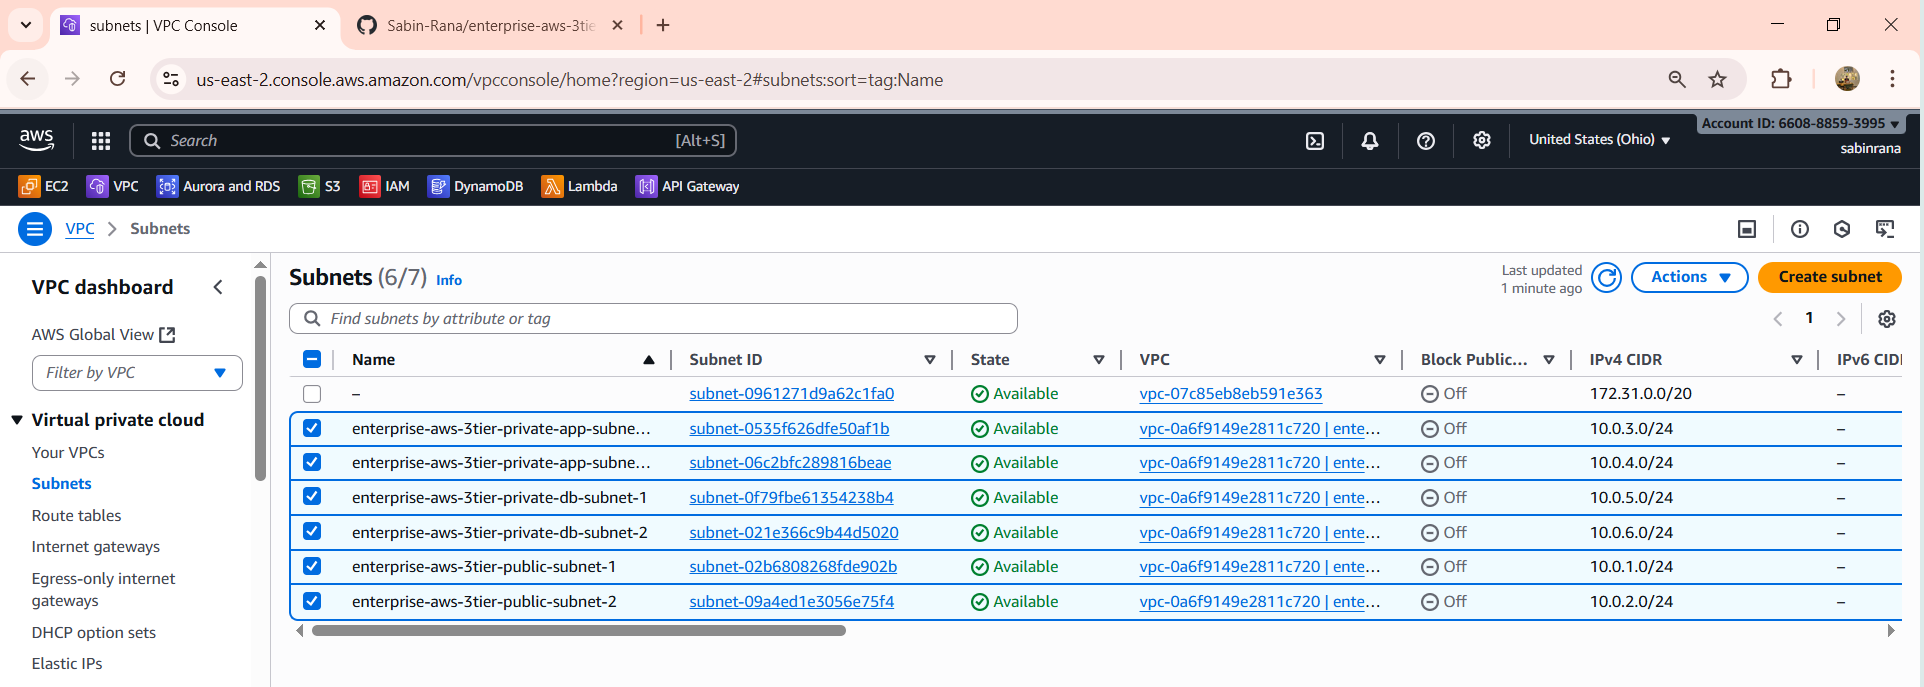 subnets | VPC Console
Sabin-Rana/enterprise-aws-3tie
us-east-2.console.aws.amazon.com/vpcconsole/home?region=us-east-2#subnets:sort=tag:Name
aws
Search [Alt+S]
United States (Ohio)
Account ID: 6608-8859-3995
sabinrana
EC2 VPC Aurora and RDS S3 IAM DynamoDB Lambda API Gateway
VPC Subnets
VPC dashboard
AWS Global View
Filter by VPC
Virtual private cloud
Your VPCs
Subnets
Route tables
Internet gateways
Egress-only internet
gateways
DHCP option sets
Elastic IPs
Subnets (6/7) Info
Last updated
1 minute ago
Actions
Create subnet
Find subnets by attribute or tag
1
Name Subnet ID State VPC Block Public... IPv4 CIDR IPv6 CIDI
– subnet-0961271d9a62c1fa0 Available vpc-07c85eb8eb591e363 Off 172.31.0.0/20 –
enterprise-aws-3tier-private-app-subne... subnet-0535f626dfe50af1b Available vpc-0a6f9149e2811c720 | ente... Off 10.0.3.0/24 –
enterprise-aws-3tier-private-app-subne... subnet-06c2bfc289816beae Available vpc-0a6f9149e2811c720 | ente... Off 10.0.4.0/24 –
enterprise-aws-3tier-private-db-subnet-1 subnet-0f79fbe61354238b4 Available vpc-0a6f9149e2811c720 | ente... Off 10.0.5.0/24 –
enterprise-aws-3tier-private-db-subnet-2 subnet-021e366c9b44d5020 Available vpc-0a6f9149e2811c720 | ente... Off 10.0.6.0/24 –
enterprise-aws-3tier-public-subnet-1 subnet-02b6808268fde902b Available vpc-0a6f9149e2811c720 | ente... Off 10.0.1.0/24 –
enterprise-aws-3tier-public-subnet-2 subnet-09a4ed1e3056e75f4 Available vpc-0a6f9149e2811c720 | ente... Off 10.0.2.0/24 –